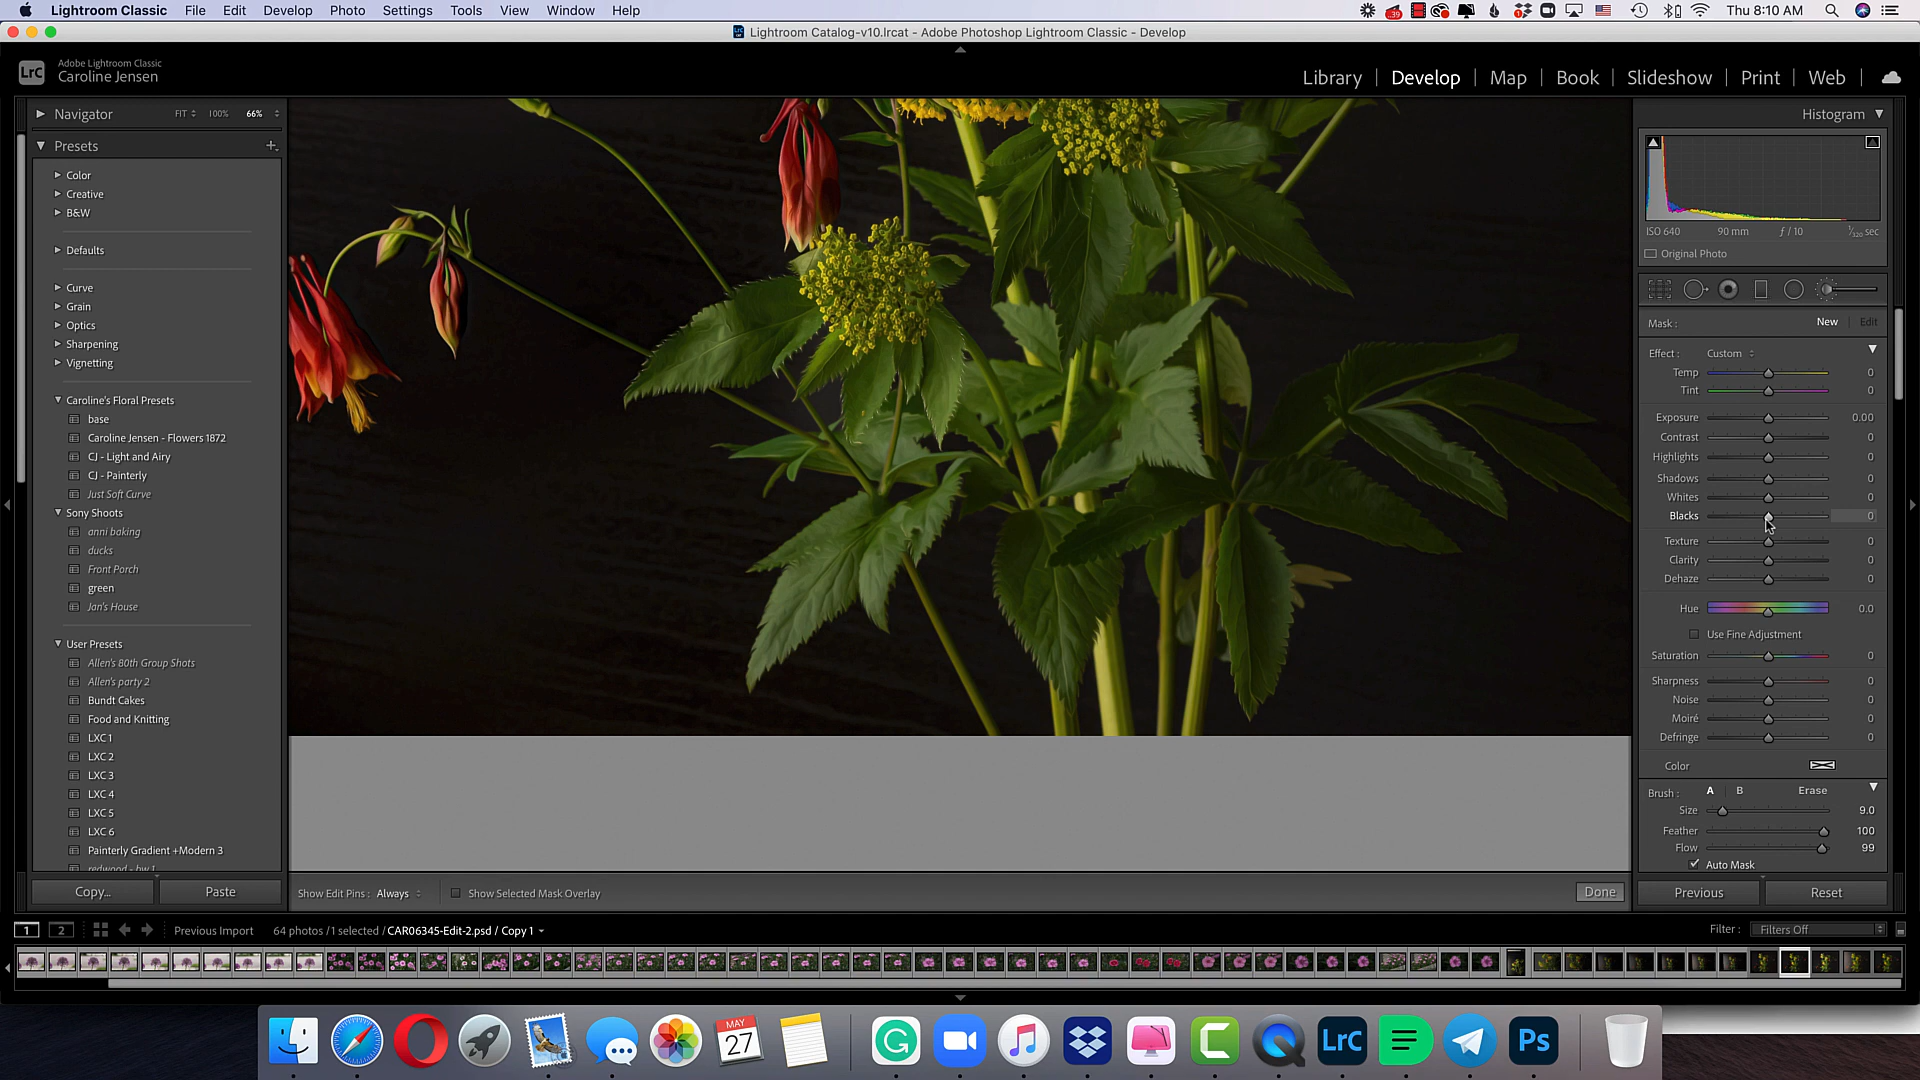 Lightroom Classic File Edit Develop Photo Settings Tools View Window Help
39 Thu 8:10 AM
Lightroom Catalog-v10.lrcat - Adobe Photoshop Lightroom Classic - Develop
LrC
Adobe Lightroom Classic
Caroline Jensen
Library | Develop | Map | Book | Slideshow | Print | Web |
Navigator FIT 100% 66%
Presets +
Color
Creative
B&W
Defaults
Curve
Grain
Optics
Sharpening
Vignetting
Caroline's Floral Presets
base
Caroline Jensen - Flowers 1872
CJ - Light and Airy
CJ - Painterly
Just Soft Curve
Sony Shoots
anni baking
ducks
Front Porch
green
Jan's House
User Presets
Allen's 80th Group Shots
Allen's party 2
Bundt Cakes
Food and Knitting
LXC 1
LXC 2
LXC 3
LXC 4
LXC 5
LXC 6
Painterly Gradient +Modern 3
redwood - bw 1
Copy... Paste
Show Edit Pins : Always Show Selected Mask Overlay Done
Histogram
ISO 640 90 mm f / 10 1/320 sec
Original Photo
Mask : New Edit
Effect : Custom
Temp 0
Tint 0
Exposure 0.00
Contrast 0
Highlights 0
Shadows 0
Whites 0
Blacks 0
Texture 0
Clarity 0
Dehaze 0
Hue 0.0
Use Fine Adjustment
Saturation 0
Sharpness 0
Noise 0
Moiré 0
Defringe 0
Color
Brush : A B Erase
Size 9.0
Feather 100
Flow 99
Auto Mask
Previous Reset
1 2 Previous Import 64 photos / 1 selected / CAR06345-Edit-2.psd / Copy 1 Filter : Filters Off
MAY
27
LrC
Ps